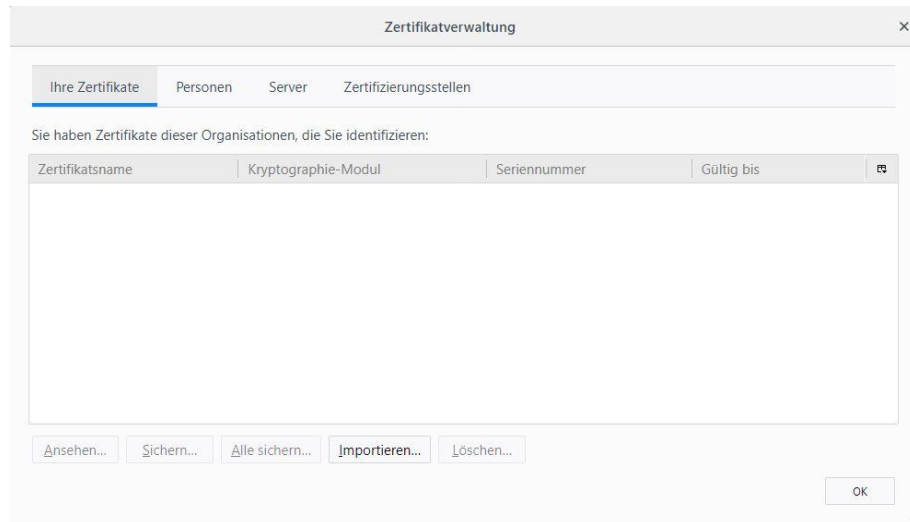 Zertifikatverwaltung
Ihre Zertifikate Personen Server Zertifizierungsstellen
Sie haben Zertifikate dieser Organisationen, die Sie identifizieren:
Zertifikatsname Kryptographie-Modul Seriennummer Gültig bis
Ansehen... Sichern... Alle sichern... Importieren... Löschen...
OK